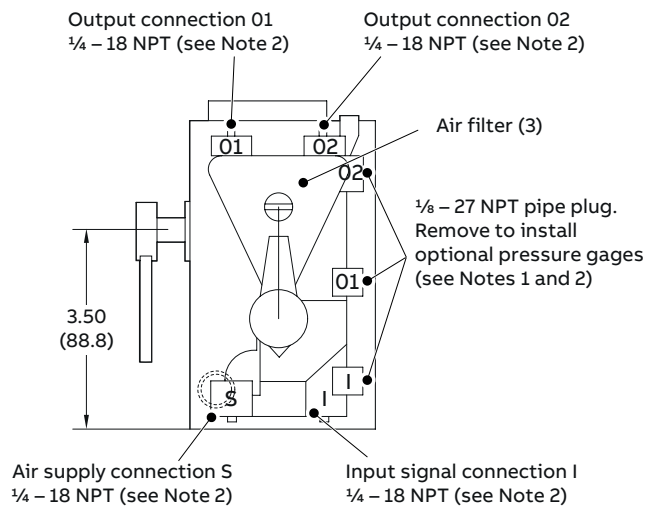 Output connection 01
¼ – 18 NPT (see Note 2)
Output connection 02
¼ – 18 NPT (see Note 2)
01
02
Air filter (3)
02
⅛ – 27 NPT pipe plug.
Remove to install
optional pressure gages
(see Notes 1 and 2)
01
3.50
(88.8)
I
S
I
Air supply connection S
¼ – 18 NPT (see Note 2)
Input signal connection I
¼ – 18 NPT (see Note 2)